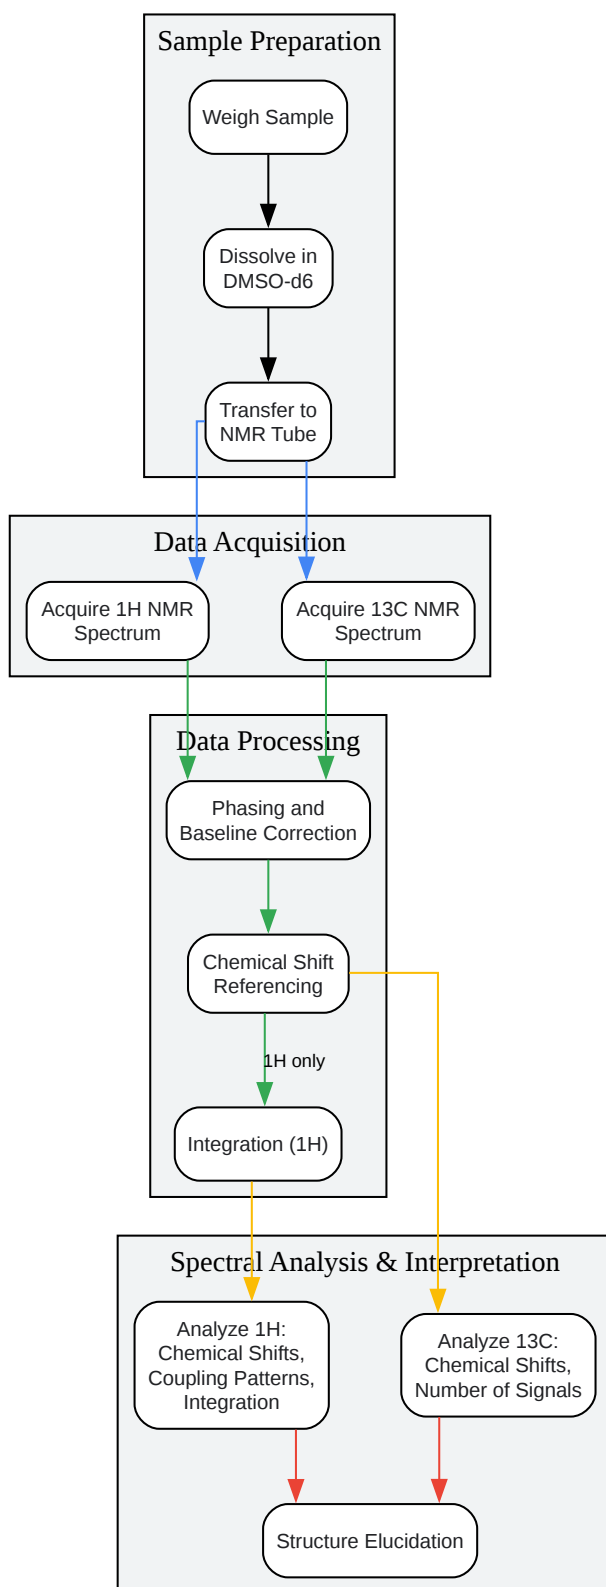 Sample Preparation
Weigh Sample
Dissolve in
DMSO-d6
Transfer to
NMR Tube
Data Acquisition
Acquire 1H NMR
Spectrum
Acquire 13C NMR
Spectrum
Data Processing
Phasing and
Baseline Correction
Chemical Shift
Referencing
1H only
Integration (1H)
Spectral Analysis & Interpretation
Analyze 1H:
Chemical Shifts,
Coupling Patterns,
Integration
Analyze 13C:
Chemical Shifts,
Number of Signals
Structure Elucidation